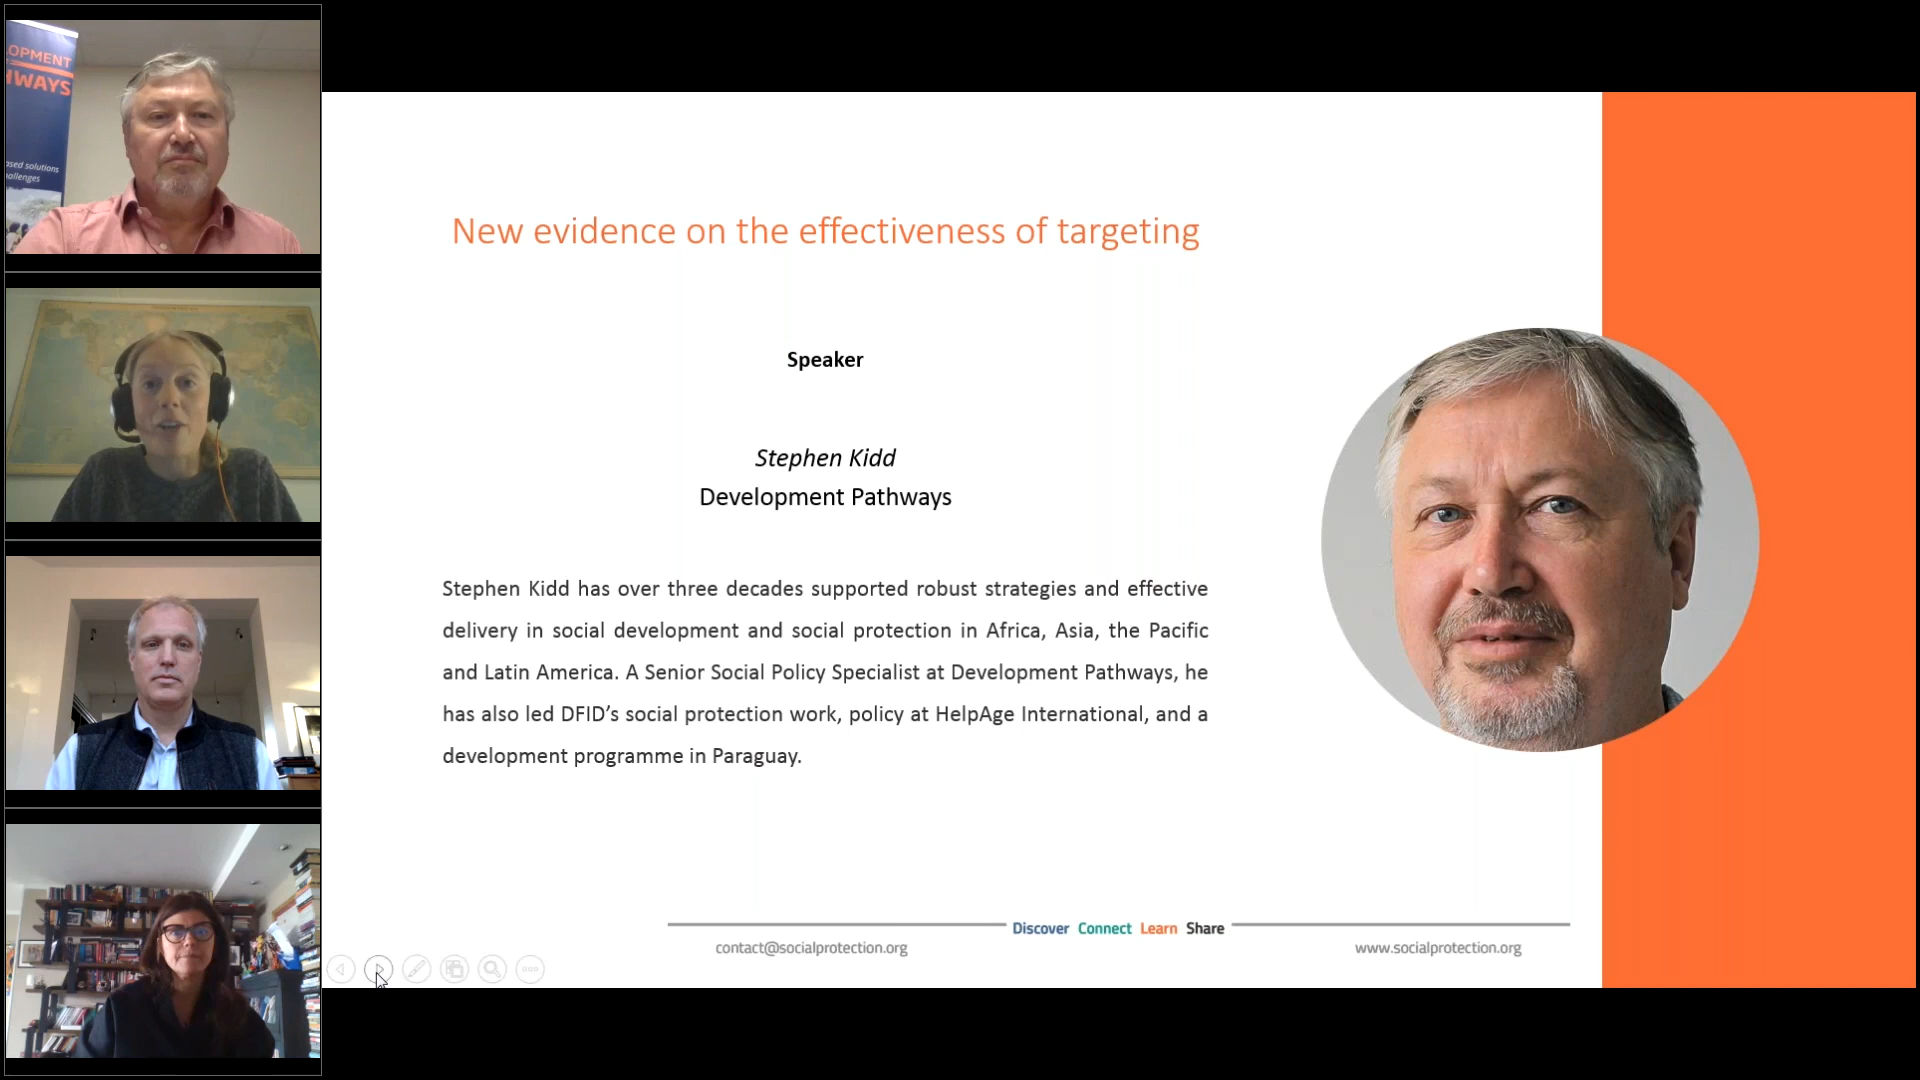 OPMENT
WAYS
ased solutions
hallenges
New evidence on the effectiveness of targeting
Speaker
Stephen Kidd
Development Pathways
Stephen Kidd has over three decades supported robust strategies and effective
delivery in social development and social protection in Africa, Asia, the Pacific
and Latin America. A Senior Social Policy Specialist at Development Pathways, he
has also led DFID’s social protection work, policy at HelpAge International, and a
development programme in Paraguay.
Discover Connect Learn Share
contact@socialprotection.org
www.socialprotection.org